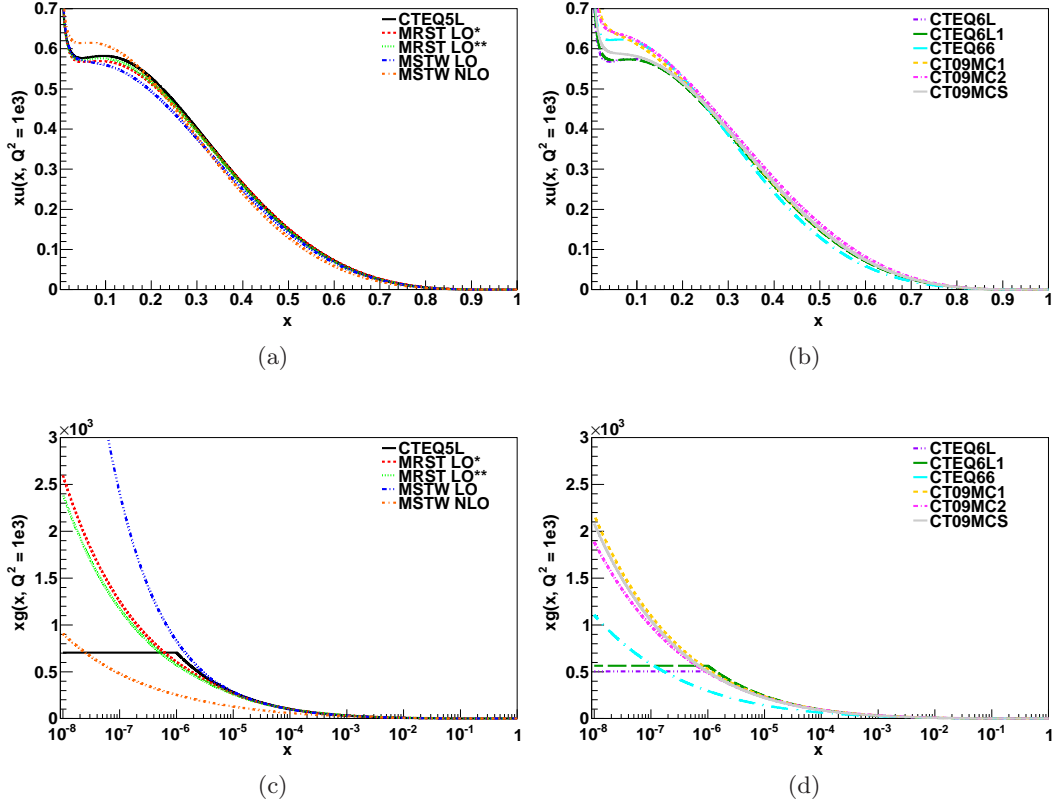 0.7
0.6
0.5
0.4
0.3
0.2
0.1
0
xu(x, Q² = 1e3)
0.1 0.2 0.3 0.4 0.5 0.6 0.7 0.8 0.9 1
x
CTEQ5L
MRST LO*
MRST LO**
MSTW LO
MSTW NLO
(a)
0.7
0.6
0.5
0.4
0.3
0.2
0.1
0
xu(x, Q² = 1e3)
0.1 0.2 0.3 0.4 0.5 0.6 0.7 0.8 0.9 1
x
CTEQ6L
CTEQ6L1
CTEQ66
CT09MC1
CT09MC2
CT09MCS
(b)
×10³
3
2.5
2
1.5
1
0.5
0
xg(x, Q² = 1e3)
10⁻⁸ 10⁻⁷ 10⁻⁶ 10⁻⁵ 10⁻⁴ 10⁻³ 10⁻² 10⁻¹ 1
x
CTEQ5L
MRST LO*
MRST LO**
MSTW LO
MSTW NLO
(c)
×10³
3
2.5
2
1.5
1
0.5
0
xg(x, Q² = 1e3)
10⁻⁸ 10⁻⁷ 10⁻⁶ 10⁻⁵ 10⁻⁴ 10⁻³ 10⁻² 10⁻¹ 1
x
CTEQ6L
CTEQ6L1
CTEQ66
CT09MC1
CT09MC2
CT09MCS
(d)